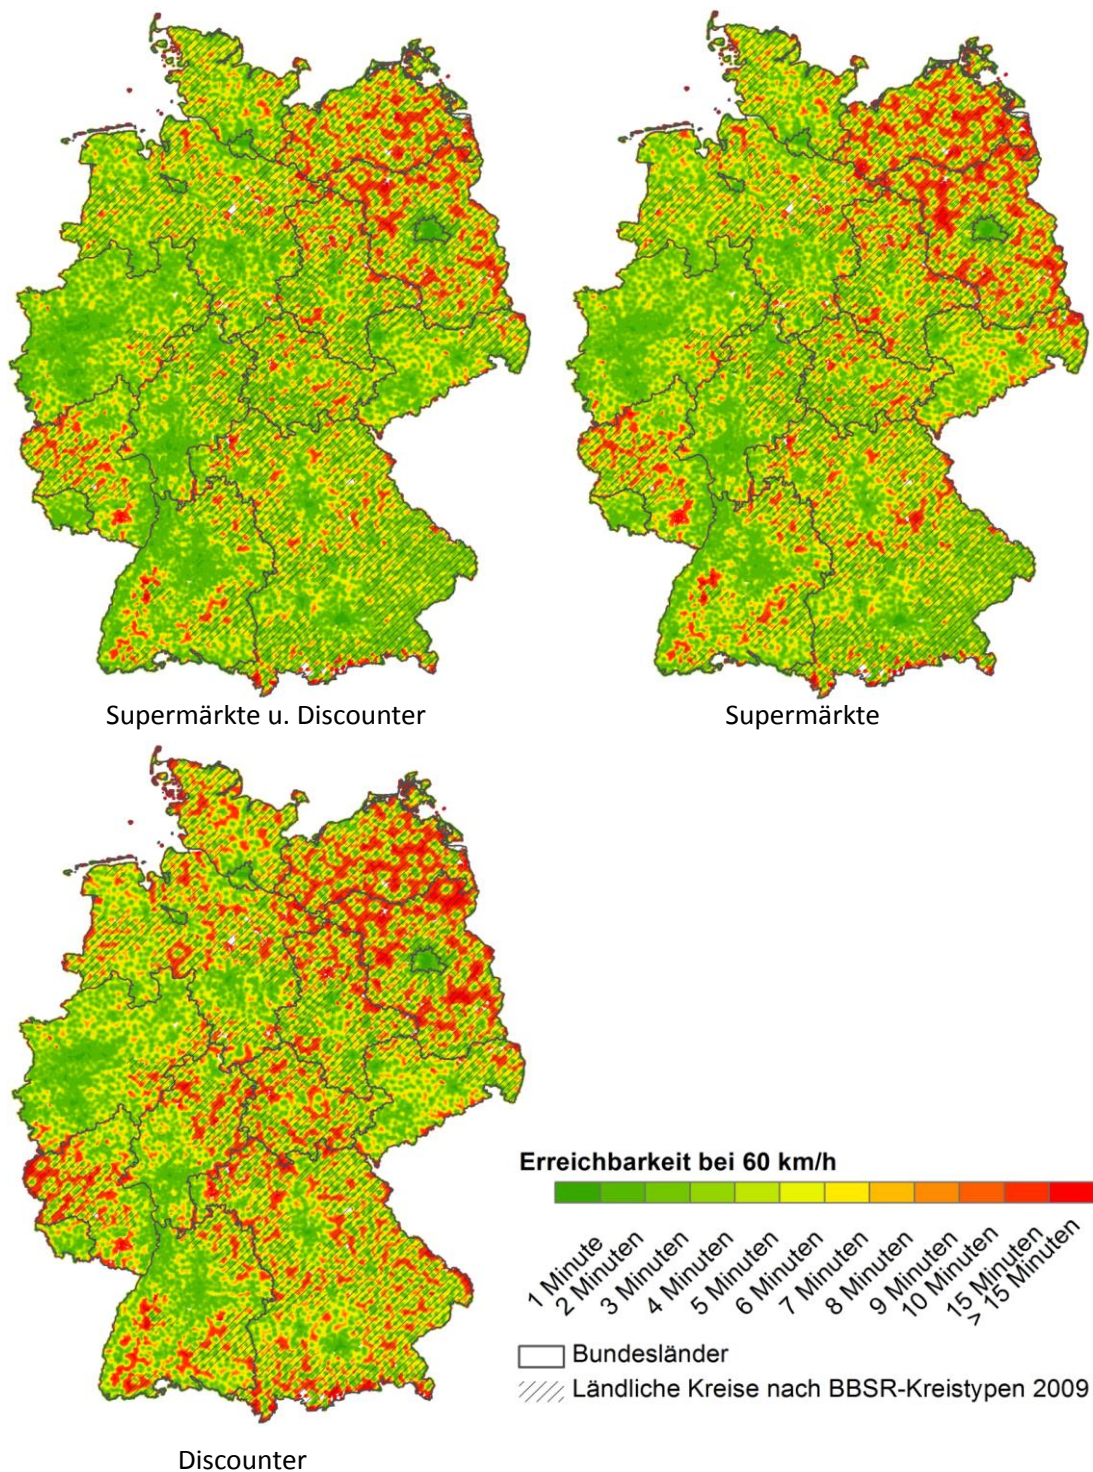 Supermärkte u. Discounter
Supermärkte
Erreichbarkeit bei 60 km/h
1 Minute
2 Minuten
3 Minuten
4 Minuten
5 Minuten
6 Minuten
7 Minuten
8 Minuten
9 Minuten
10 Minuten
15 Minuten
> 15 Minuten
Bundesländer
Ländliche Kreise nach BBSR-Kreistypen 2009
Discounter